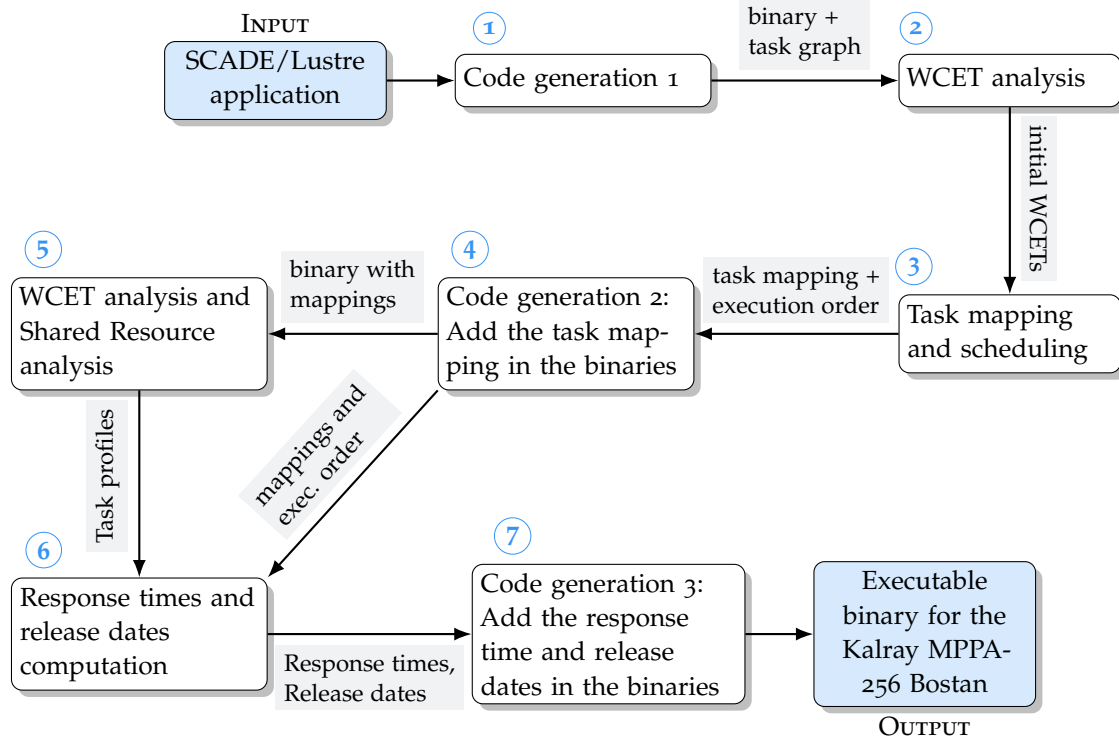 INPUT
SCADE/Lustre
application
1
Code generation 1
binary +
task graph
2
WCET analysis
initial WCETs
3
Task mapping
and scheduling
task mapping +
execution order
4
Code generation 2:
Add the task map-
ping in the binaries
binary with
mappings
5
WCET analysis and
Shared Resource
analysis
Task profiles
mappings and
exec. order
6
Response times and
release dates
computation
Response times,
Release dates
7
Code generation 3:
Add the response
time and release
dates in the binaries
Executable
binary for the
Kalray MPPA-
256 Bostan
OUTPUT